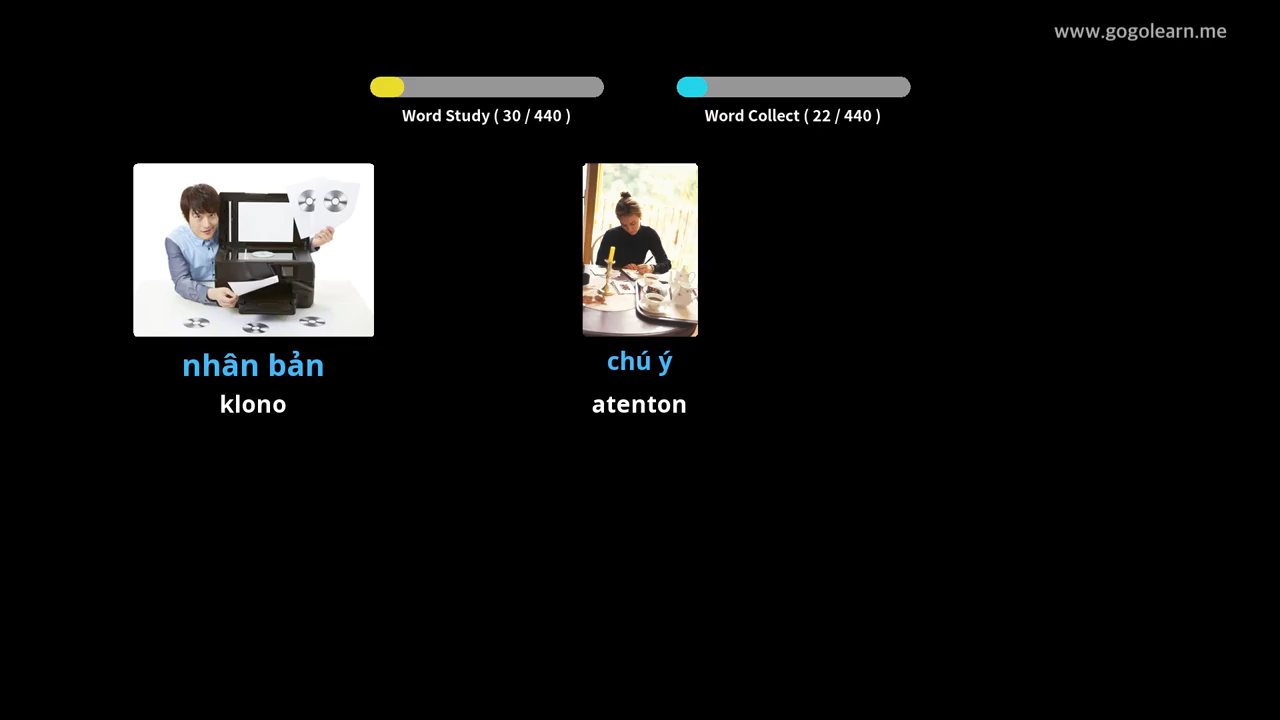 www.gogolearn.me
Word Study ( 30 / 440 )
Word Collect ( 22 / 440 )
nhân bản
klono
chú ý
atenton